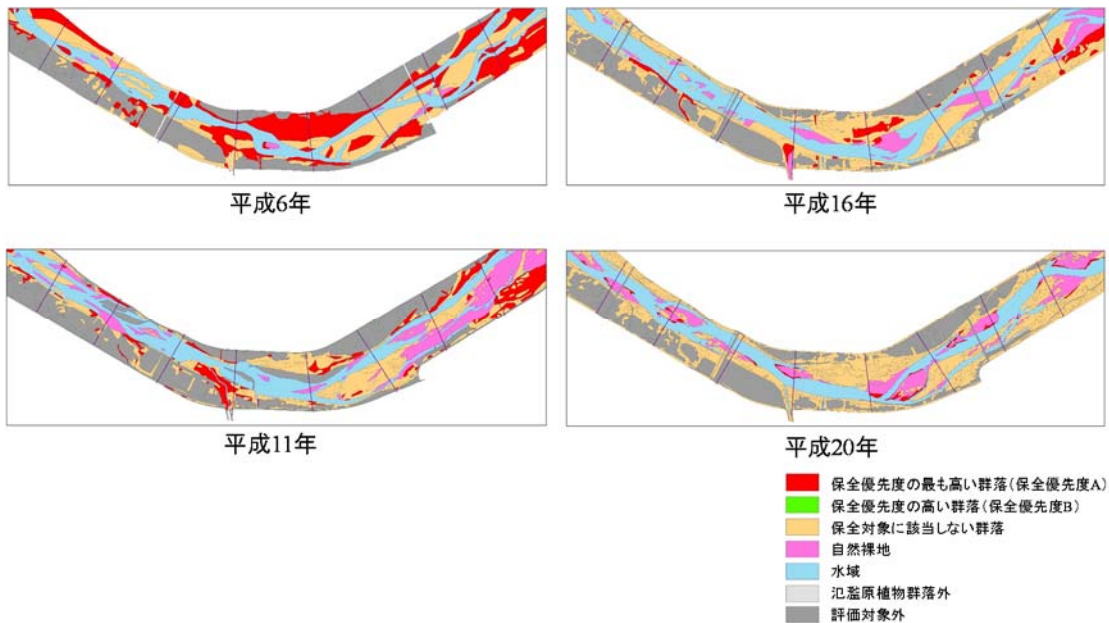 平成6年
平成16年
平成11年
平成20年
保全優先度の最も高い群落(保全優先度A)
保全優先度の高い群落(保全優先度B)
保全対象に該当しない群落
自然裸地
水域
氾濫原植物群落外
評価対象外